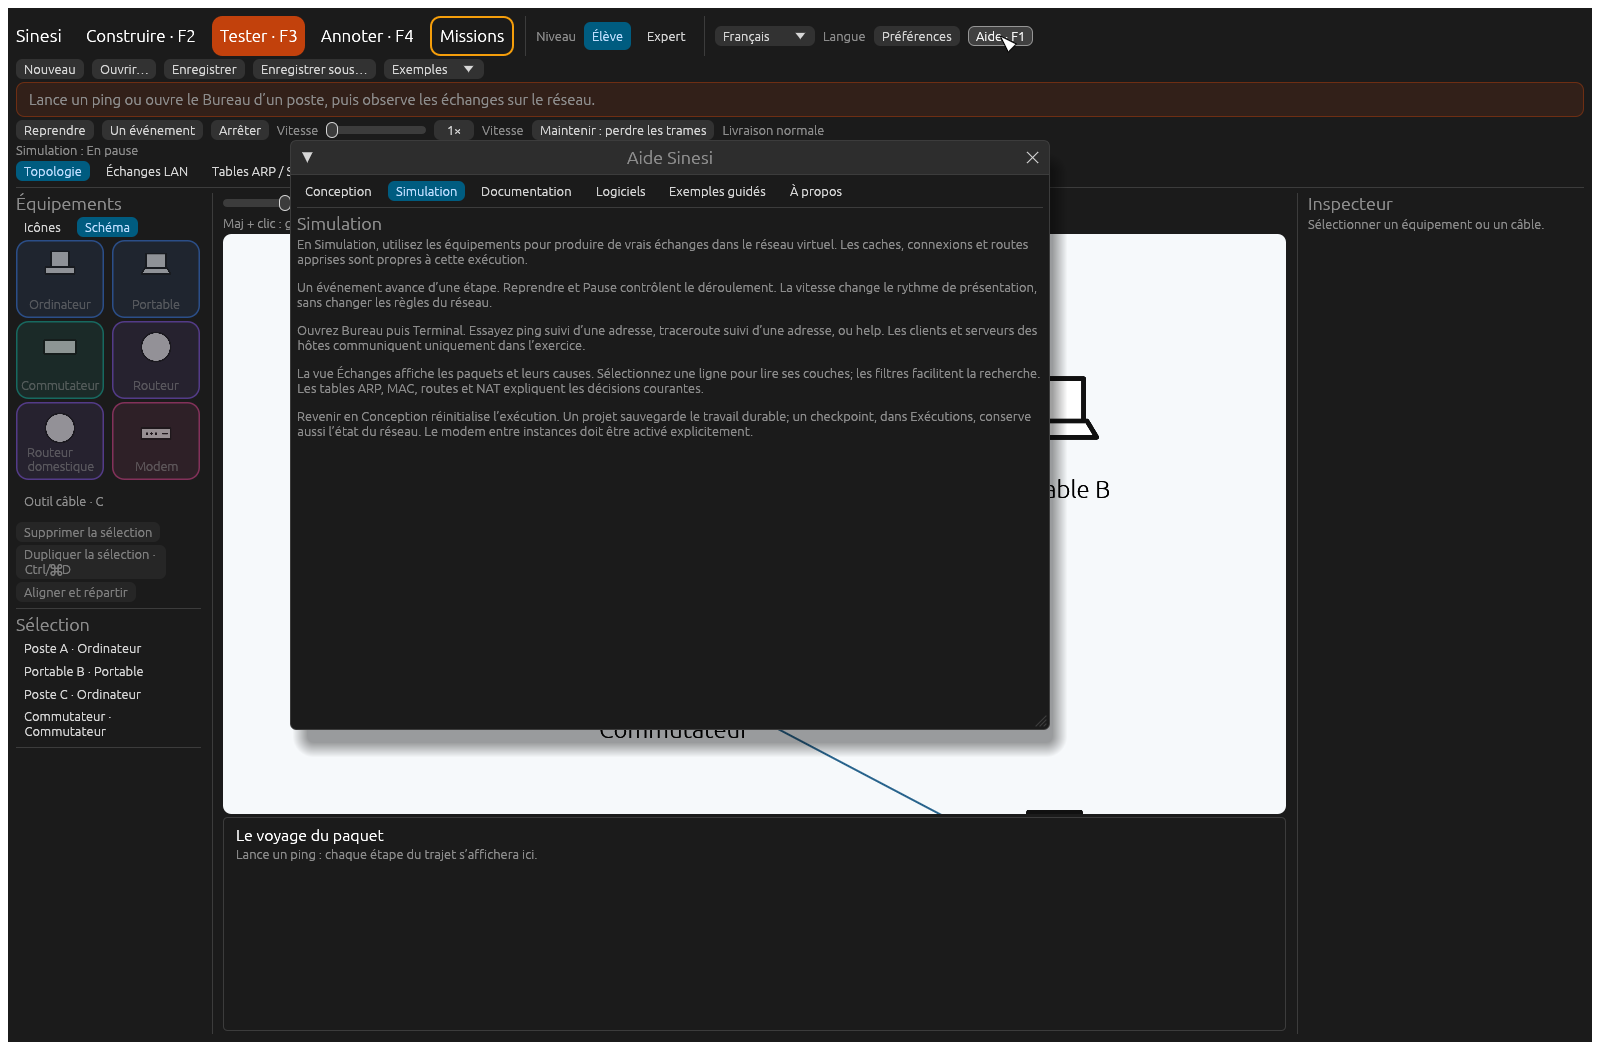 Sinesi Construire · F2 Tester · F3 Annoter · F4 Missions Niveau Élève Expert Français Langue Préférences Aide · F1
Nouveau Ouvrir… Enregistrer Enregistrer sous… Exemples
Lance un ping ou ouvre le Bureau d’un poste, puis observe les échanges sur le réseau.
Reprendre Un événement Arrêter Vitesse 1× Vitesse Maintenir : perdre les trames Livraison normale
Simulation : En pause
Topologie Échanges LAN Tables ARP / S
Aide Sinesi
Conception Simulation Documentation Logiciels Exemples guidés À propos
Simulation
En Simulation, utilisez les équipements pour produire de vrais échanges dans le réseau virtuel. Les caches, connexions et routes
apprises sont propres à cette exécution.
Un événement avance d’une étape. Reprendre et Pause contrôlent le déroulement. La vitesse change le rythme de présentation,
sans changer les règles du réseau.
Ouvrez Bureau puis Terminal. Essayez ping suivi d’une adresse, traceroute suivi d’une adresse, ou help. Les clients et serveurs des
hôtes communiquent uniquement dans l’exercice.
La vue Échanges affiche les paquets et leurs causes. Sélectionnez une ligne pour lire ses couches; les filtres facilitent la recherche.
Les tables ARP, MAC, routes et NAT expliquent les décisions courantes.
Revenir en Conception réinitialise l’exécution. Un projet sauvegarde le travail durable; un checkpoint, dans Exécutions, conserve
aussi l’état du réseau. Le modem entre instances doit être activé explicitement.
Équipements
Icônes Schéma
Ordinateur Portable
Commutateur Routeur
Routeur
domestique Modem
Outil câble · C
Supprimer la sélection
Dupliquer la sélection ·
Ctrl/⌘D
Aligner et répartir
Sélection
Poste A · Ordinateur
Portable B · Portable
Poste C · Ordinateur
Commutateur ·
Commutateur
Maj + clic : g
able B
Commutateur
Le voyage du paquet
Lance un ping : chaque étape du trajet s’affichera ici.
Inspecteur
Sélectionner un équipement ou un câble.